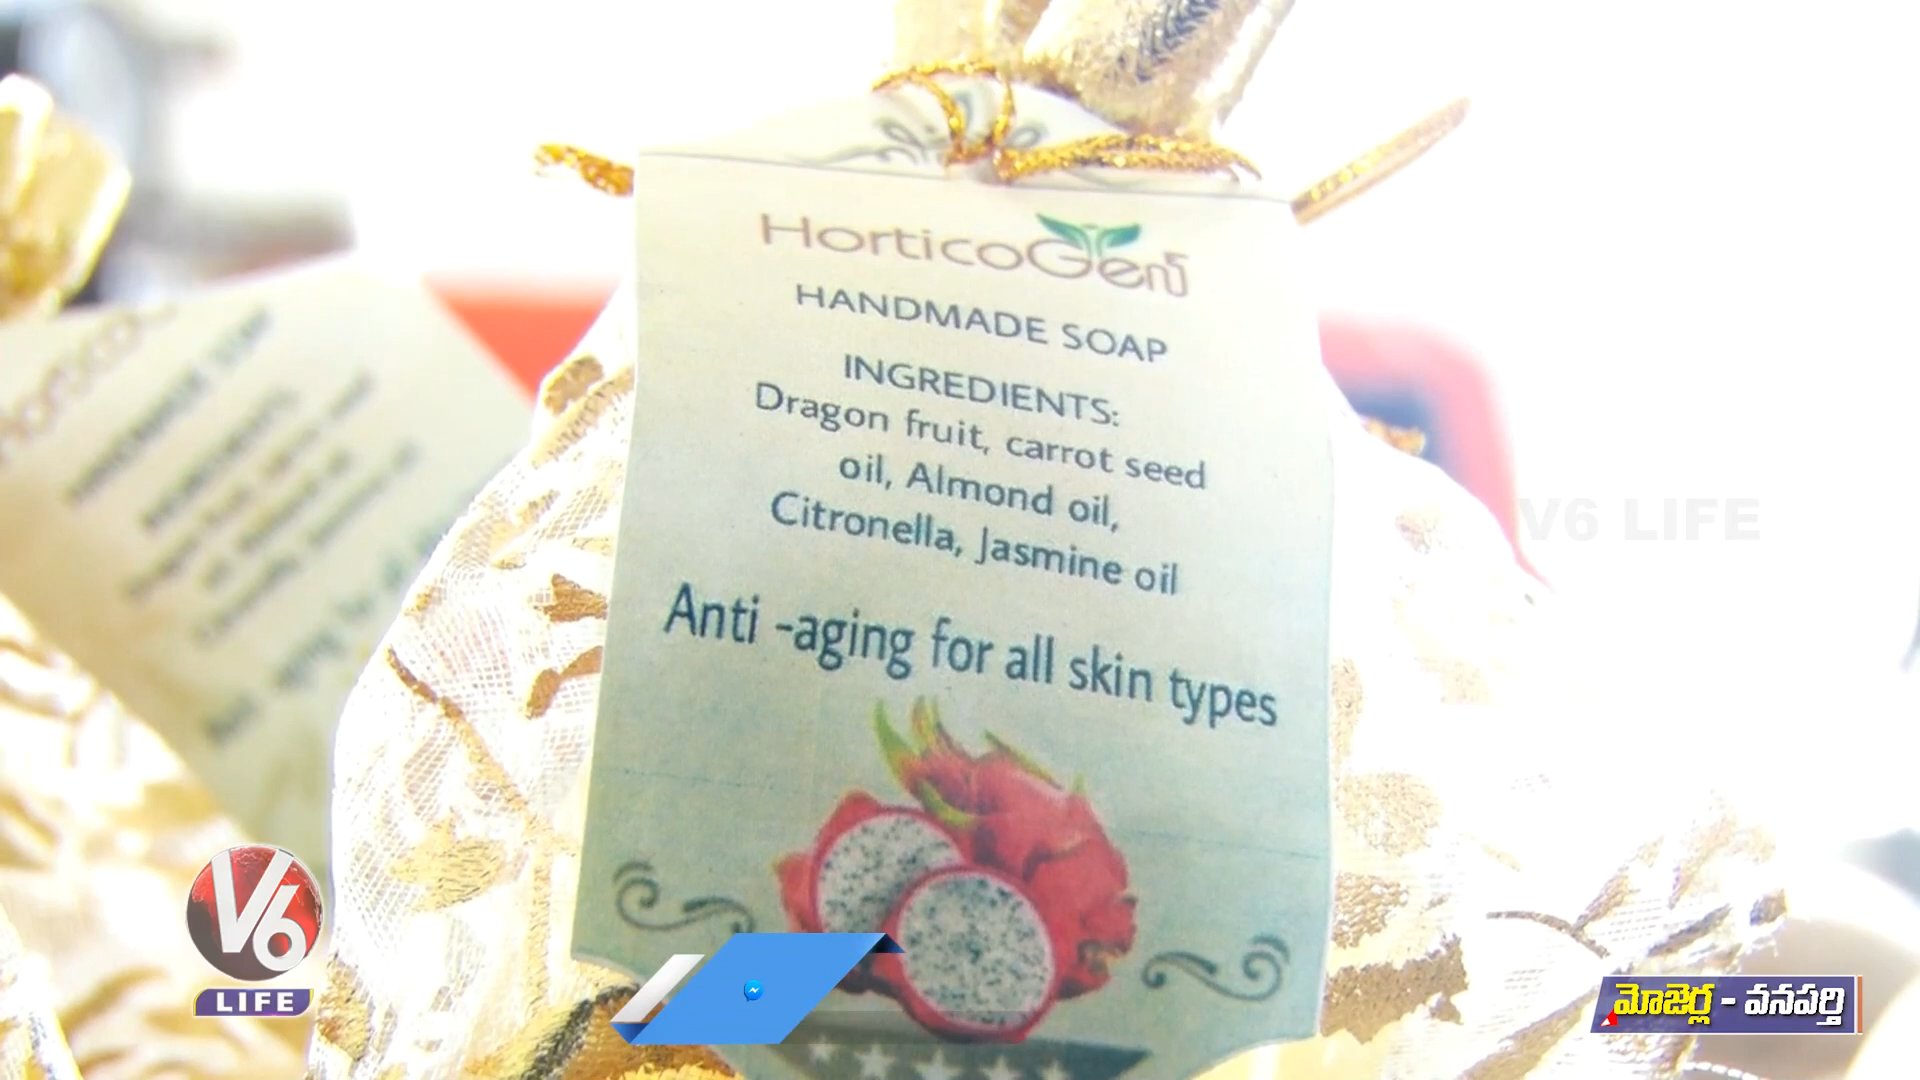 HorticoGen
HANDMADE SOAP
INGREDIENTS:
Dragon fruit, carrot seed
oil, Almond oil,
Citronella, Jasmine oil
Anti -aging for all skin types
V6 LIFE
V6
LIFE
మోజెర్ల - వనపర్తి
Hortico